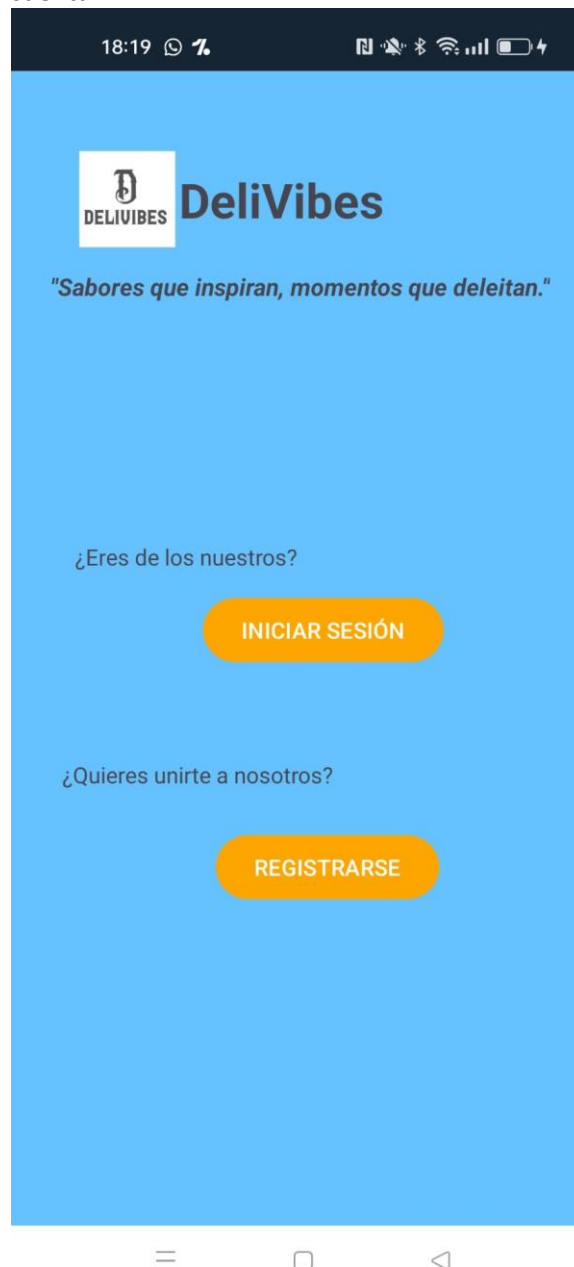 18:19
DELIVIBES
DeliVibes
"Sabores que inspiran, momentos que deleitan."
¿Eres de los nuestros?
INICIAR SESIÓN
¿Quieres unirte a nosotros?
REGISTRARSE